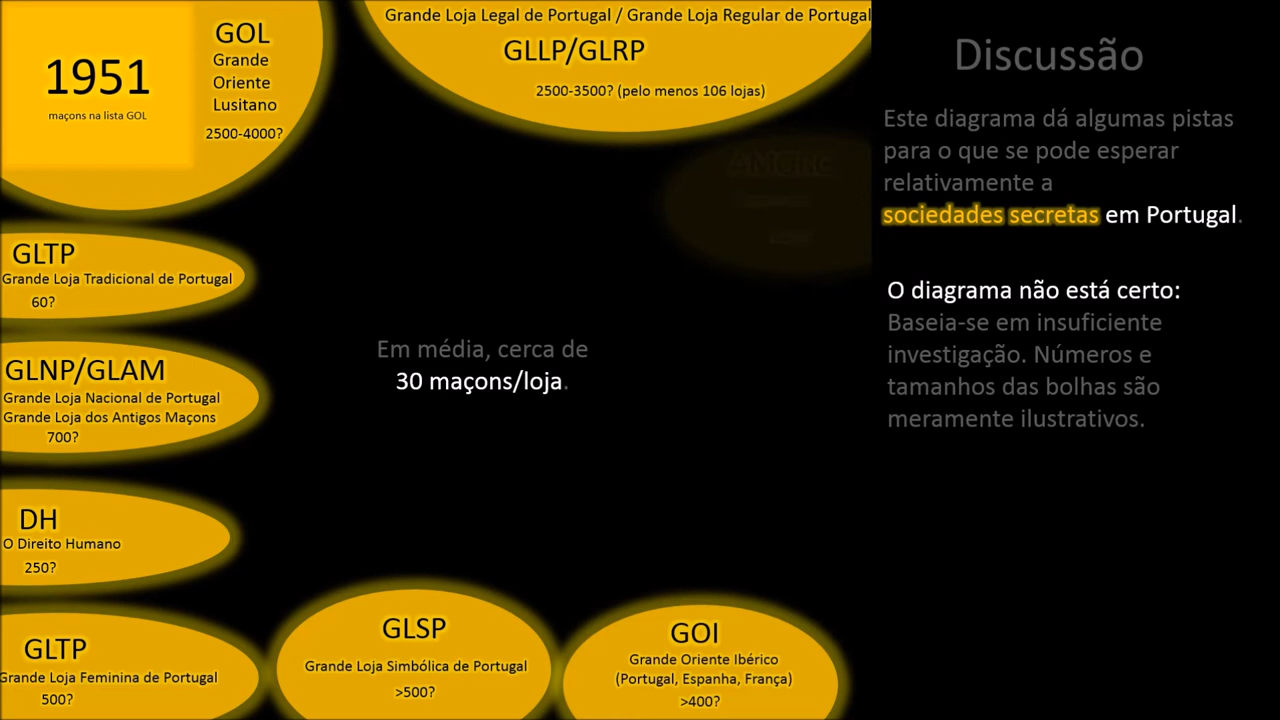 1951
maçons na lista GOL
GOL
Grande
Oriente
Lusitano
2500-4000?
Grande Loja Legal de Portugal / Grande Loja Regular de Portugal
GLLP/GLRP
2500-3500? (pelo menos 106 lojas)
AMORC
GLTP
Grande Loja Tradicional de Portugal
60?
GLNP/GLAM
Grande Loja Nacional de Portugal
Grande Loja dos Antigos Maçons
700?
DH
O Direito Humano
250?
GLTP
Grande Loja Feminina de Portugal
500?
GLSP
Grande Loja Simbólica de Portugal
>500?
GOI
Grande Oriente Ibérico
(Portugal, Espanha, França)
>400?
Em média, cerca de
30 maçons/loja.
Discussão
Este diagrama dá algumas pistas
para o que se pode esperar
relativamente a
sociedades secretas em Portugal.
O diagrama não está certo:
Baseia-se em insuficiente
investigação. Números e
tamanhos das bolhas são
meramente ilustrativos.